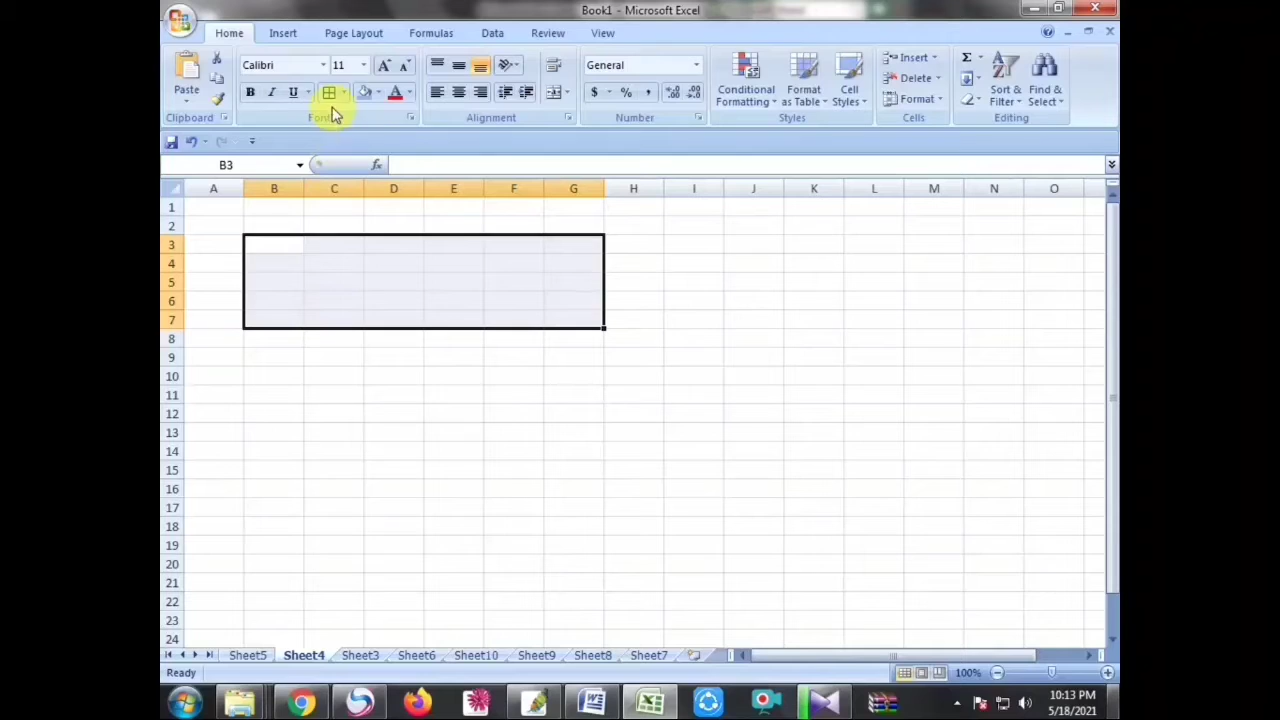 Book1 - Microsoft Excel
Home Insert Page Layout Formulas Data Review View
Calibri 11 A A General Σ Insert
Paste B I U A $ % , Conditional Formatting Format as Table Cell Styles Delete Sort & Filter Find & Select
Format
Clipboard Font Alignment Number Styles Cells Editing
B3 fx
A B C D E F G H I J K L M N O
1
2
3
4
5
6
7
8
9
10
11
12
13
14
15
16
17
18
19
20
21
22
23
24
Sheet5 Sheet4 Sheet3 Sheet6 Sheet10 Sheet9 Sheet8 Sheet7
Ready 100%
10:13 PM
5/18/2021